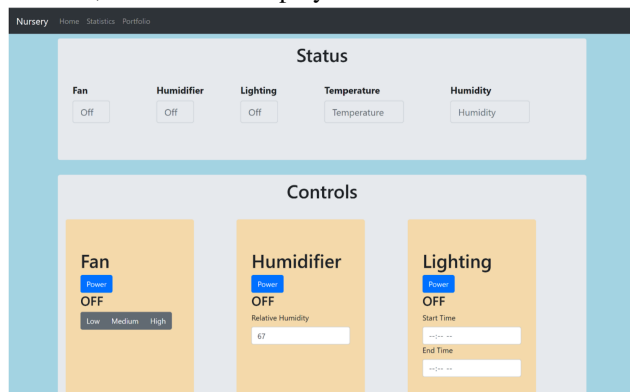 Nursery Home Statistics Portfolio
Status
Fan Humidifier Lighting Temperature Humidity
Off Off Off Temperature Humidity
Controls
Fan Humidifier Lighting
Power Power Power
OFF OFF OFF
Low Medium High Relative Humidity Start Time
67 --:-- --
End Time
--:-- --